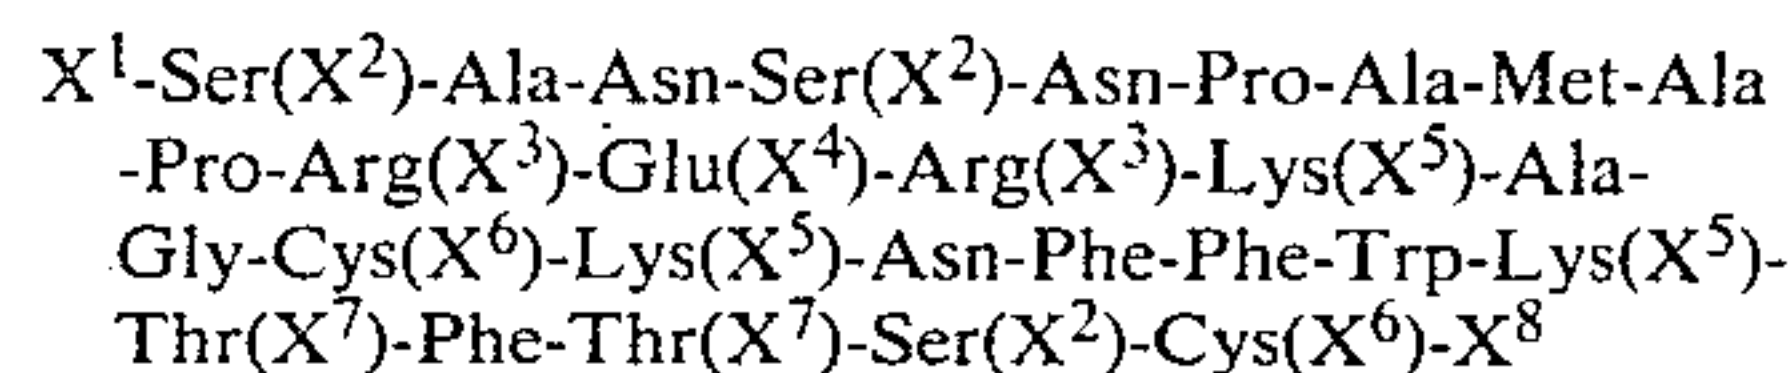 X¹-Ser(X²)-Ala-Asn-Ser(X²)-Asn-Pro-Ala-Met-Ala
-Pro-Arg(X³)-Glu(X⁴)-Arg(X³)-Lys(X⁵)-Ala-
Gly-Cys(X⁶)-Lys(X⁵)-Asn-Phe-Phe-Trp-Lys(X⁵)-
Thr(X⁷)-Phe-Thr(X⁷)-Ser(X²)-Cys(X⁶)-X⁸